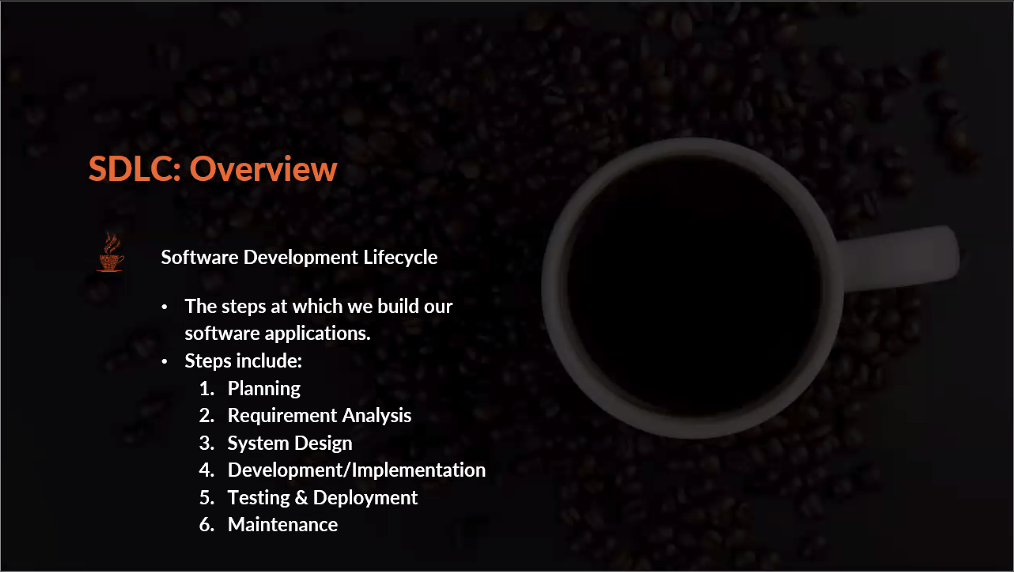 SDLC: Overview
Software Development Lifecycle
• The steps at which we build our
software applications.
• Steps include:
1. Planning
2. Requirement Analysis
3. System Design
4. Development/Implementation
5. Testing & Deployment
6. Maintenance